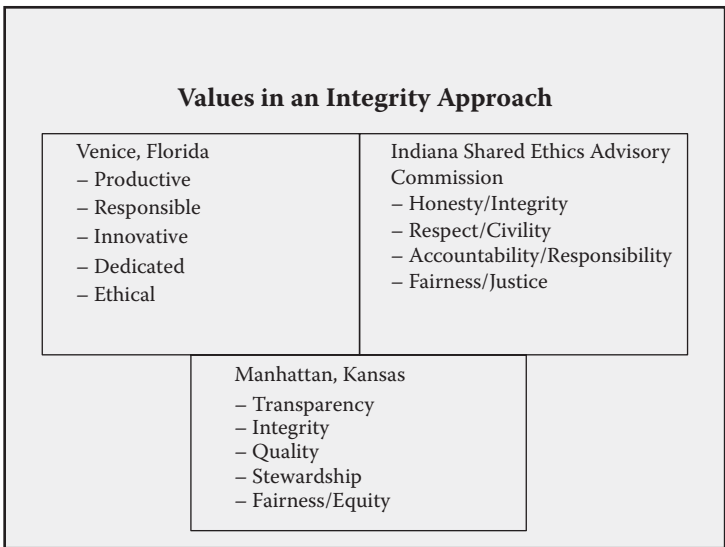 Values in an Integrity Approach
Venice, Florida
– Productive
– Responsible
– Innovative
– Dedicated
– Ethical
Indiana Shared Ethics Advisory
Commission
– Honesty/Integrity
– Respect/Civility
– Accountability/Responsibility
– Fairness/Justice
Manhattan, Kansas
– Transparency
– Integrity
– Quality
– Stewardship
– Fairness/Equity